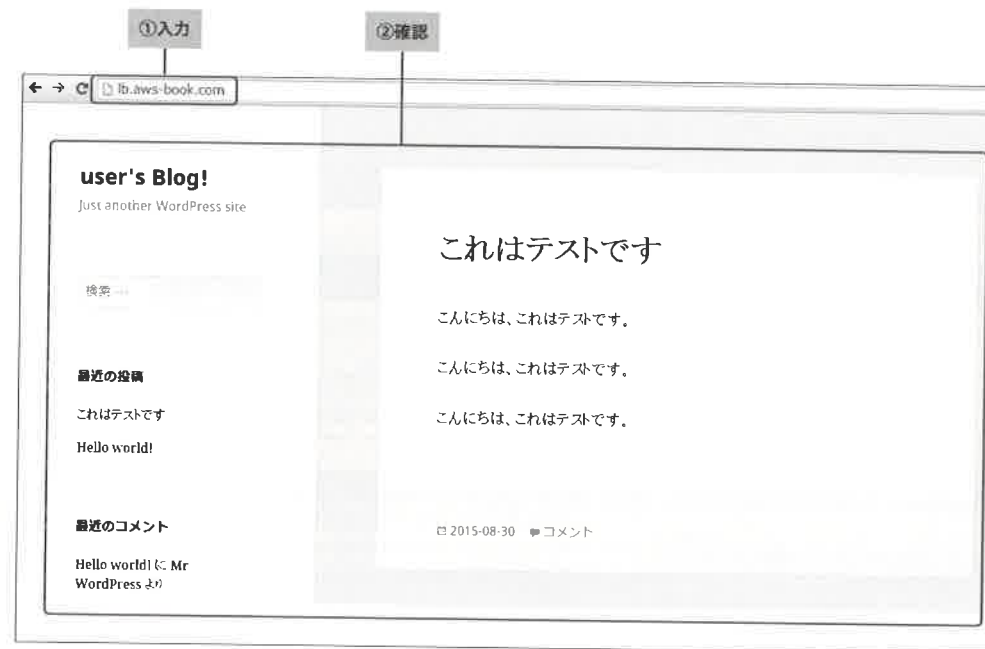 ①入力
②確認
lb.aws-book.com
user's Blog!
Just another WordPress site
検索 …
最近の投稿
これはテストです
Hello world!
最近のコメント
Hello world! に Mr
WordPress より
これはテストです
こんにちは、これはテストです。
こんにちは、これはテストです。
こんにちは、これはテストです。
2015-08-30 コメント